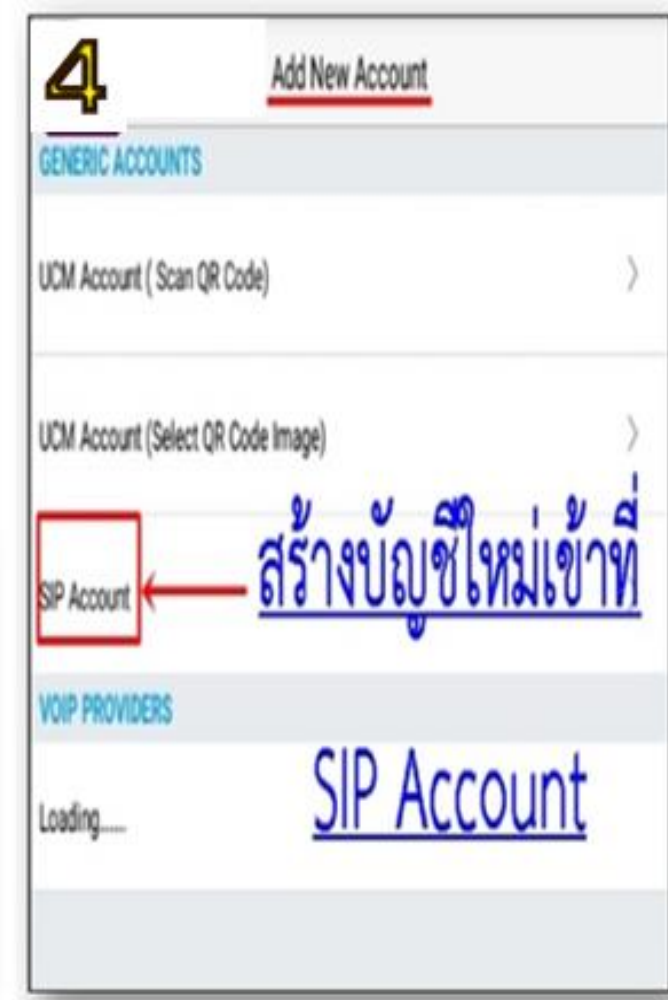 4
Add New Account
GENERIC ACCOUNTS
UCM Account ( Scan QR Code)
UCM Account (Select QR Code Image)
สร้างบัญชีใหม่เข้าที่
SIP Account
VOIP PROVIDERS
SIP Account
Loading......